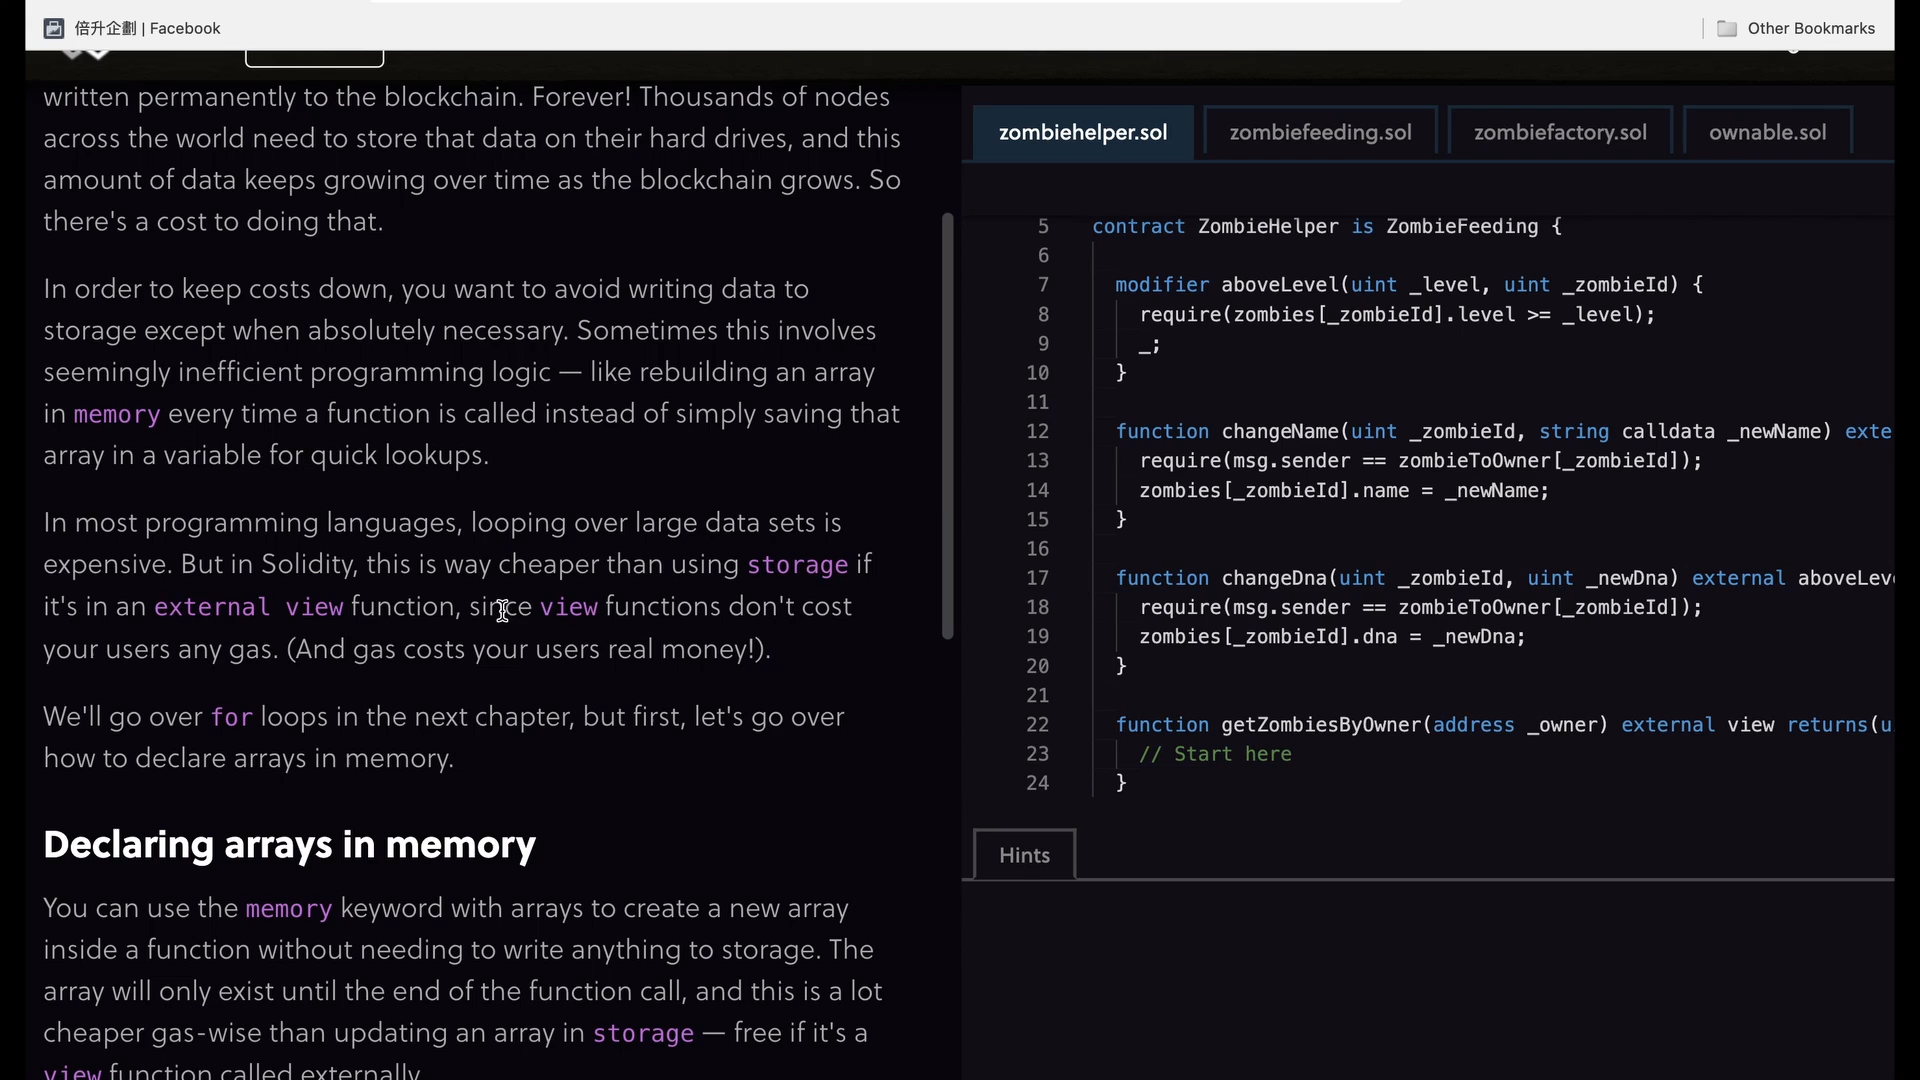 倍升企劃 | Facebook
Other Bookmarks
written permanently to the blockchain. Forever! Thousands of nodes
across the world need to store that data on their hard drives, and this
amount of data keeps growing over time as the blockchain grows. So
there's a cost to doing that.
In order to keep costs down, you want to avoid writing data to
storage except when absolutely necessary. Sometimes this involves
seemingly inefficient programming logic — like rebuilding an array
in memory every time a function is called instead of simply saving that
array in a variable for quick lookups.
In most programming languages, looping over large data sets is
expensive. But in Solidity, this is way cheaper than using storage if
it's in an external view function, since view functions don't cost
your users any gas. (And gas costs your users real money!).
We'll go over for loops in the next chapter, but first, let's go over
how to declare arrays in memory.
Declaring arrays in memory
You can use the memory keyword with arrays to create a new array
inside a function without needing to write anything to storage. The
array will only exist until the end of the function call, and this is a lot
cheaper gas-wise than updating an array in storage — free if it's a
view function called externally.
zombiehelper.sol
zombiefeeding.sol
zombiefactory.sol
ownable.sol
5 contract ZombieHelper is ZombieFeeding {
6
7 modifier aboveLevel(uint _level, uint _zombieId) {
8 require(zombies[_zombieId].level >= _level);
9 _;
10 }
11
12 function changeName(uint _zombieId, string calldata _newName) exte
13 require(msg.sender == zombieToOwner[_zombieId]);
14 zombies[_zombieId].name = _newName;
15 }
16
17 function changeDna(uint _zombieId, uint _newDna) external aboveLev
18 require(msg.sender == zombieToOwner[_zombieId]);
19 zombies[_zombieId].dna = _newDna;
20 }
21
22 function getZombiesByOwner(address _owner) external view returns(u
23 // Start here
24 }
Hints